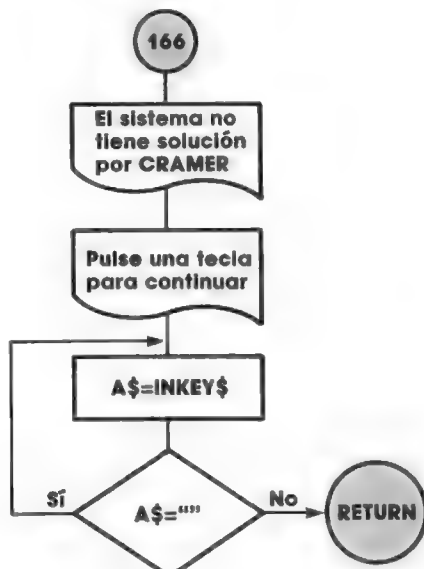 166
El sistema no
tiene solución
por CRAMER
Pulse una tecla
para continuar
A$=INKEY$
Sí
A$=“”
No
RETURN